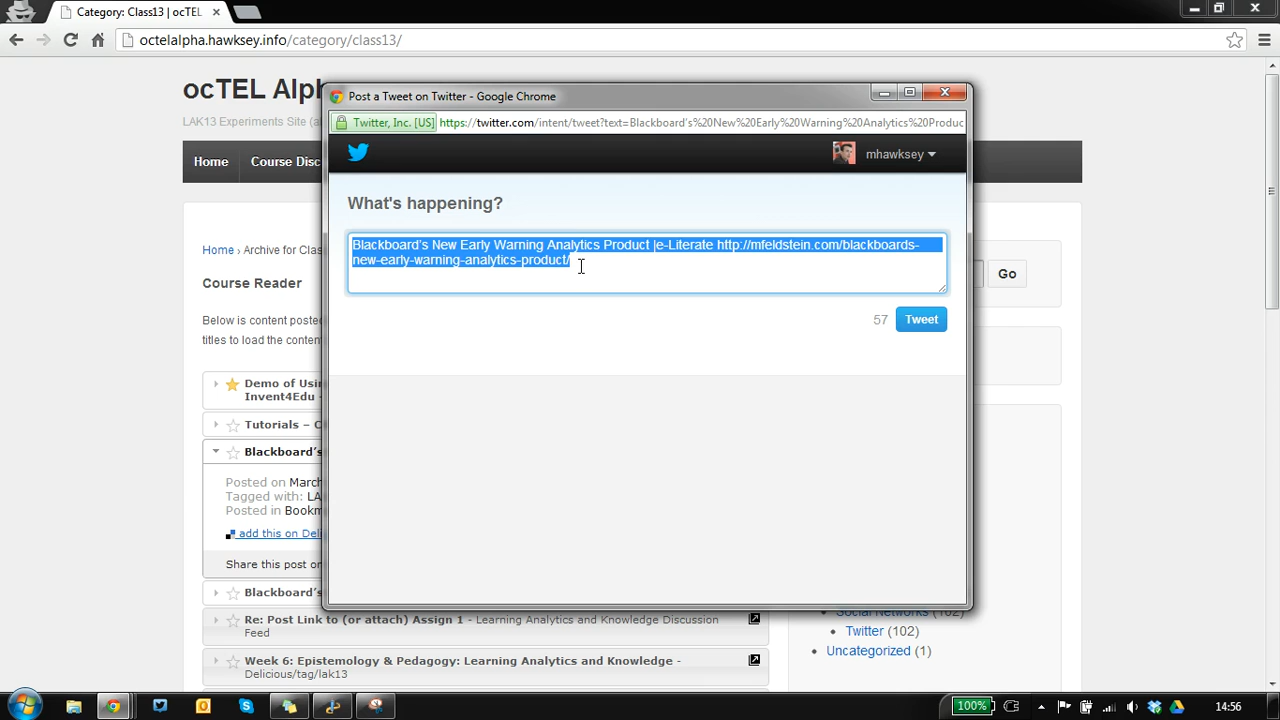 Category: Class13 | ocTEL
octelalpha.hawksey.info/category/class13/
ocTEL Alph
LAK13 Experiments Site (a
Home
Course Disc
Home › Archive for Clas
Course Reader
Below is content poste
titles to load the conten
Demo of Usin
Invent4Edu -
Tutorials – C
Blackboard's
Posted on March
Tagged with: LA
Posted in Bookm
add this on Deli
Share this post on
Blackboard's
Re: Post Link to (or attach) Assign 1 - Learning Analytics and Knowledge Discussion
Feed
Week 6: Epistemology & Pedagogy: Learning Analytics and Knowledge -
Delicious/tag/lak13
Go
Social Networks (102)
Twitter (102)
Uncategorized (1)
Post a Tweet on Twitter - Google Chrome
Twitter, Inc. [US]
https://twitter.com/intent/tweet?text=Blackboard's%20New%20Early%20Warning%20Analytics%20Product
mhawksey
What's happening?
Blackboard's New Early Warning Analytics Product |e-Literate http://mfeldstein.com/blackboards-
new-early-warning-analytics-product/
57
Tweet
100%
14:56